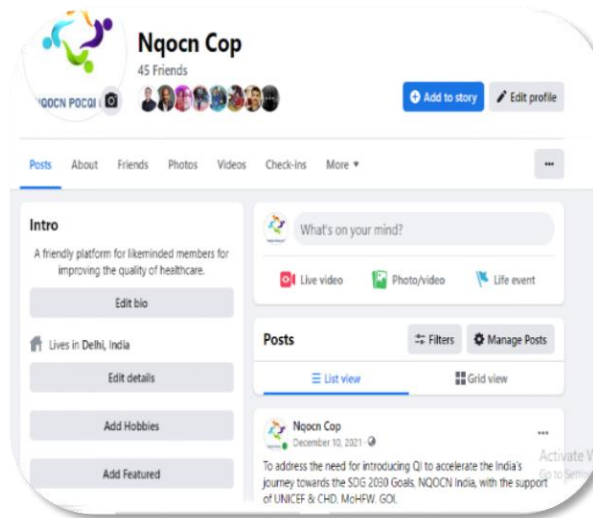 Nqocn Cop
45 Friends
NQOCN POCQI
Add to story
Edit profile
Posts
About
Friends
Photos
Videos
Check-ins
More
Intro
A friendly platform for likeminded members for
improving the quality of healthcare.
Edit bio
Lives in Delhi, India
Edit details
Add Hobbies
Add Featured
What's on your mind?
Live video
Photo/video
Life event
Posts
Filters
Manage Posts
List view
Grid view
Nqocn Cop
December 10, 2021
To address the need for introducing QI to accelerate the India's
journey towards the SDG 2030 Goals, NQOCN India, with the support
of UNICEF & CHD, MoHFW, GOI,
Activate W
Go to Setting